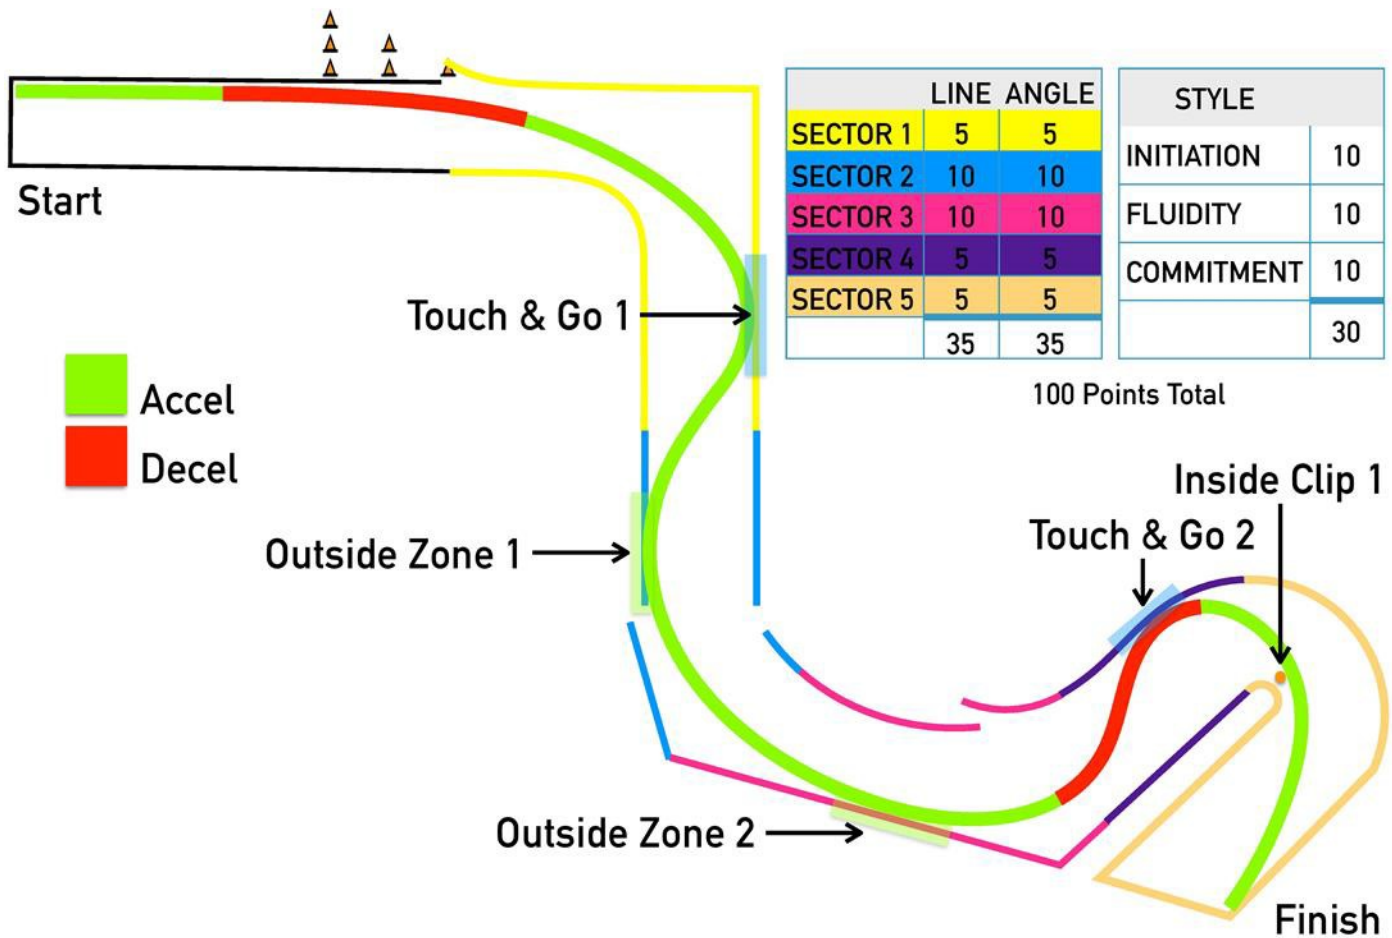 LINE ANGLE
SECTOR 1 5 5
SECTOR 2 10 10
SECTOR 3 10 10
SECTOR 4 5 5
SECTOR 5 5 5
35 35
STYLE
INITIATION 10
FLUIDITY 10
COMMITMENT 10
30
100 Points Total
Start
Touch & Go 1
Accel
Decel
Outside Zone 1
Inside Clip 1
Touch & Go 2
Outside Zone 2
Finish